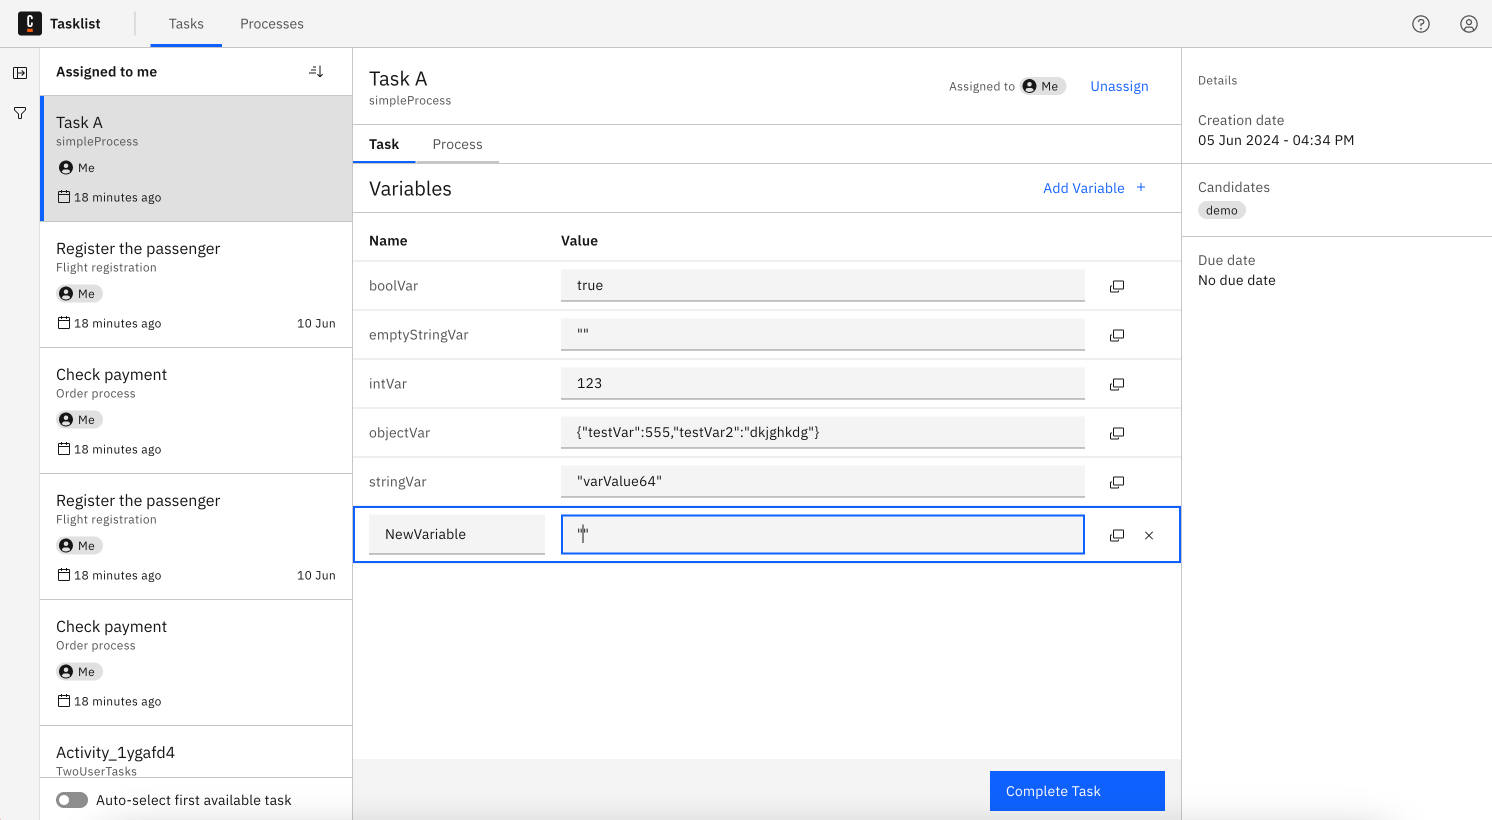 Tasklist
Tasks
Processes
Assigned to me
Task A
simpleProcess
Me
18 minutes ago
Register the passenger
Flight registration
Me
18 minutes ago 10 Jun
Check payment
Order process
Me
18 minutes ago
Register the passenger
Flight registration
Me
18 minutes ago 10 Jun
Check payment
Order process
Me
18 minutes ago
Activity_1ygafd4
TwoUserTasks
Auto-select first available task
Task A
simpleProcess
Assigned to Me Unassign
Task Process
Variables Add Variable +
Name Value
boolVar true
emptyStringVar ""
intVar 123
objectVar {"testVar":555,"testVar2":"dkjghkdg"}
stringVar "varValue64"
NewVariable ""
Complete Task
Details
Creation date
05 Jun 2024 - 04:34 PM
Candidates
demo
Due date
No due date